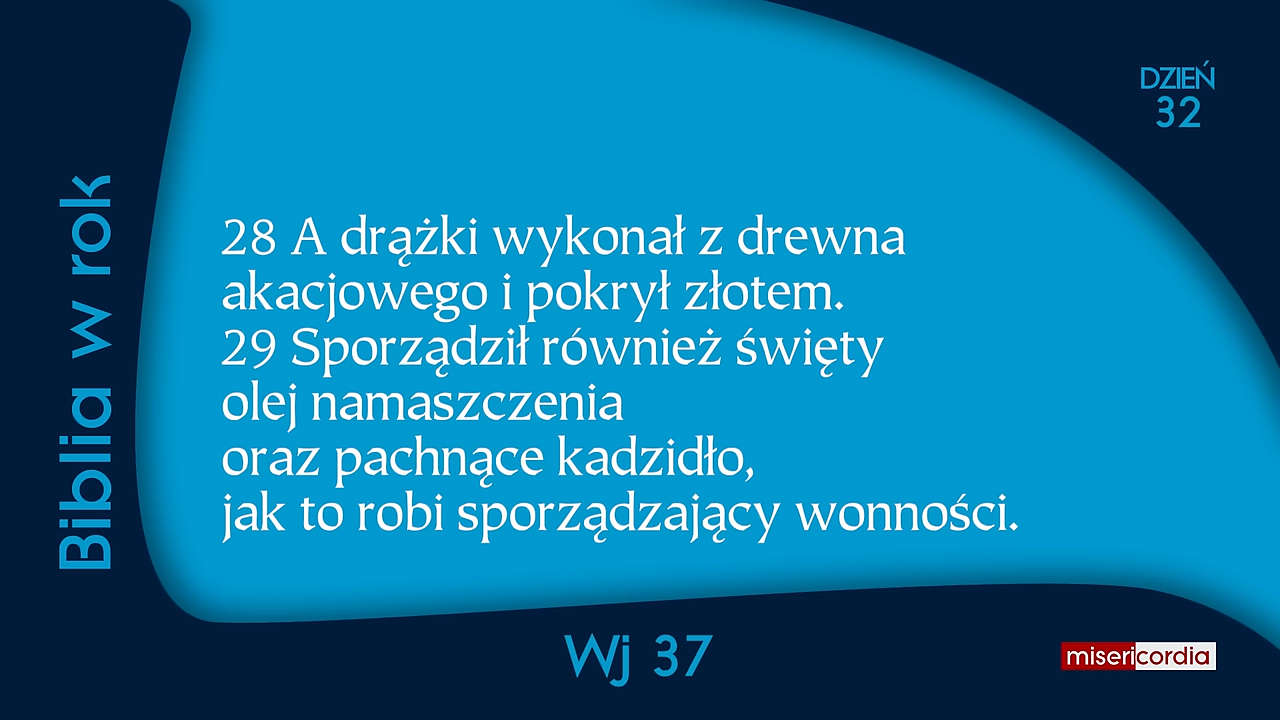 DZIEŃ
32
Biblia w rok
28 A drążki wykonał z drewna
akacjowego i pokrył złotem.
29 Sporządził również święty
olej namaszczenia
oraz pachnące kadzidło,
jak to robi sporządzający wonności.
Wj 37
misericordia